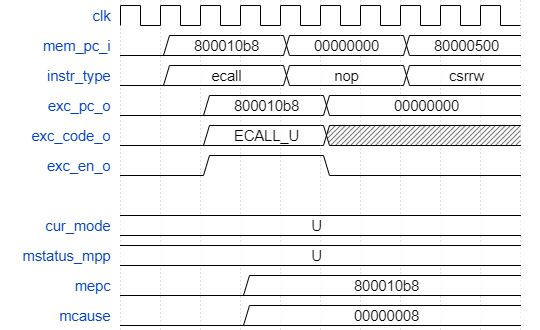 clk
mem_pc_i 800010b8 00000000 80000500
instr_type ecall nop csrrw
exc_pc_o 800010b8 00000000
exc_code_o ECALL_U
exc_en_o
cur_mode U
mstatus_mpp U
mepc 800010b8
mcause 00000008